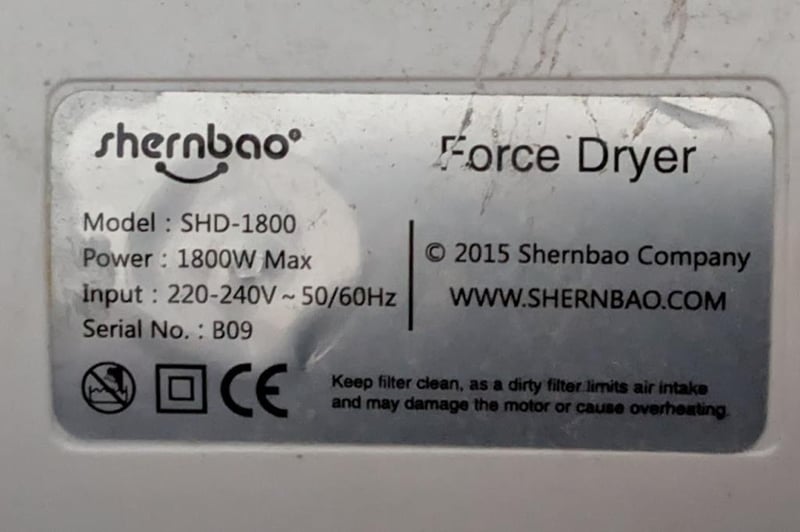 shernbao
Force Dryer
Model : SHD-1800
Power : 1800W Max
Input : 220-240V ~ 50/60Hz
Serial No. : B09
© 2015 Shernbao Company
WWW.SHERNBAO.COM
CE
Keep filter clean, as a dirty filter limits air intake
and may damage the motor or cause overheating.